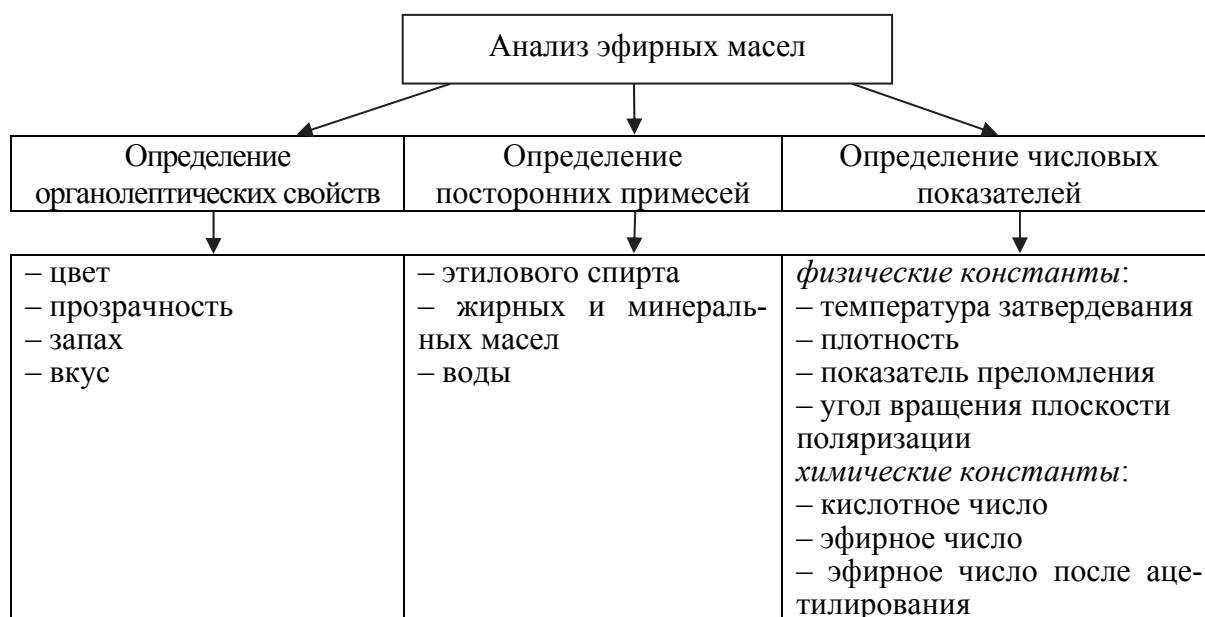 Анализ эфирных масел
Определение
органолептических свойств
Определение
посторонних примесей
Определение числовых
показателей
– цвет
– прозрачность
– запах
– вкус
– этилового спирта
– жирных и минераль-
ных масел
– воды
физические константы:
– температура затвердевания
– плотность
– показатель преломления
– угол вращения плоскости
поляризации
химические константы:
– кислотное число
– эфирное число
– эфирное число после аце-
тилирования